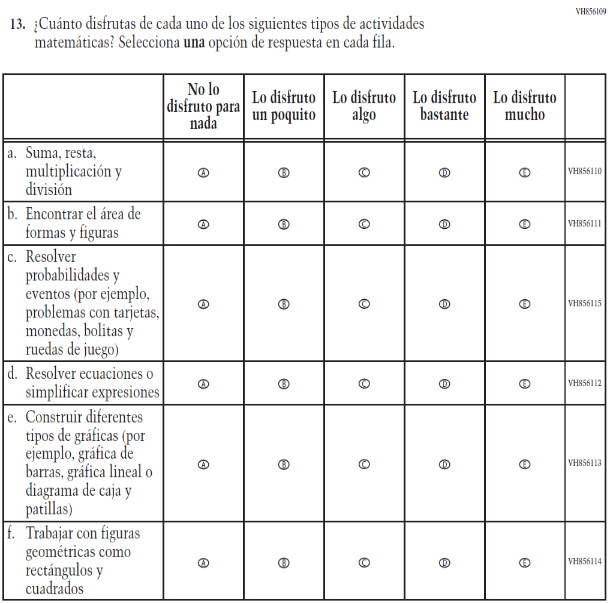 VH856109
13. ¿Cuánto disfrutas de cada uno de los siguientes tipos de actividades
matemáticas? Selecciona una opción de respuesta en cada fila.
No lo
disfruto para
nada
Lo disfruto
un poquito
Lo disfruto
algo
Lo disfruto
bastante
Lo disfruto
mucho
a. Suma, resta,
multiplicación y
división
A B C D E VH856110
b. Encontrar el área de
formas y figuras
A B C D E VH856111
c. Resolver
probabilidades y
eventos (por ejemplo,
problemas con tarjetas,
monedas, bolitas y
ruedas de juego)
A B C D E VH856115
d. Resolver ecuaciones o
simplificar expresiones
A B C D E VH856112
e. Construir diferentes
tipos de gráficas (por
ejemplo, gráfica de
barras, gráfica lineal o
diagrama de caja y
patillas)
A B C D E VH856113
f. Trabajar con figuras
geométricas como
rectángulos y
cuadrados
A B C D E VH856114